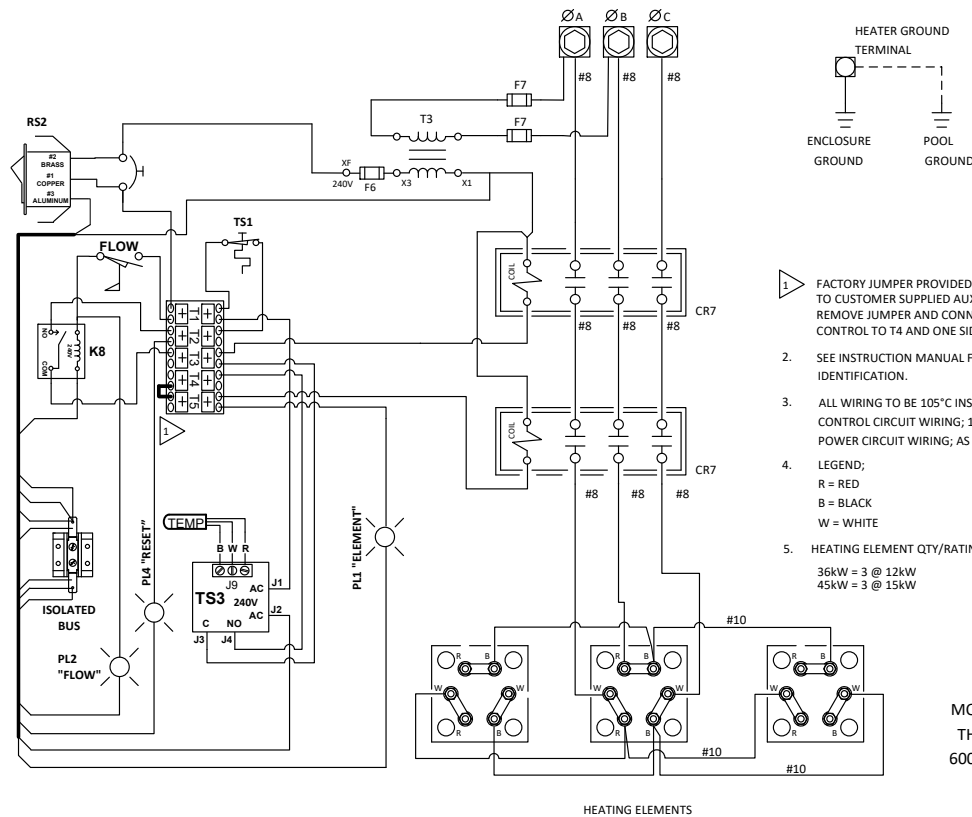 ØA ØB ØC
#8 #8 #8
F7
F7
T3
HEATER GROUND
TERMINAL
ENCLOSURE
GROUND
POOL
GROUND
RS2
#2
BRASS
#1
COPPER
#3
ALUMINUM
XF
240V
F6
X3
X1
TS1
FLOW
COIL
CR7
#8 #8 #8
NO
240V
COM
K8
T1
T2
T3
T4
T5
1
COIL
CR7
#8 #8 #8
1 FACTORY JUMPER PROVIDED
TO CUSTOMER SUPPLIED AUX
REMOVE JUMPER AND CONN
CONTROL TO T4 AND ONE SID
2. SEE INSTRUCTION MANUAL F
IDENTIFICATION.
3. ALL WIRING TO BE 105°C INS
CONTROL CIRCUIT WIRING; 1
POWER CIRCUIT WIRING; AS
4. LEGEND;
R = RED
B = BLACK
W = WHITE
5. HEATING ELEMENT QTY/RATIN
36kW = 3 @ 12kW
45kW = 3 @ 15kW
TEMP
B W R
J9
TS3
240V
AC
AC
C NO
J1
J2
J3 J4
PL4 "RESET"
PL1 "ELEMENT"
ISOLATED
BUS
PL2
"FLOW"
#10
R B
W W
R B
R B
W W
R B
R B
W W
R B
#10
#10
HEATING ELEMENTS
MO
TH
600